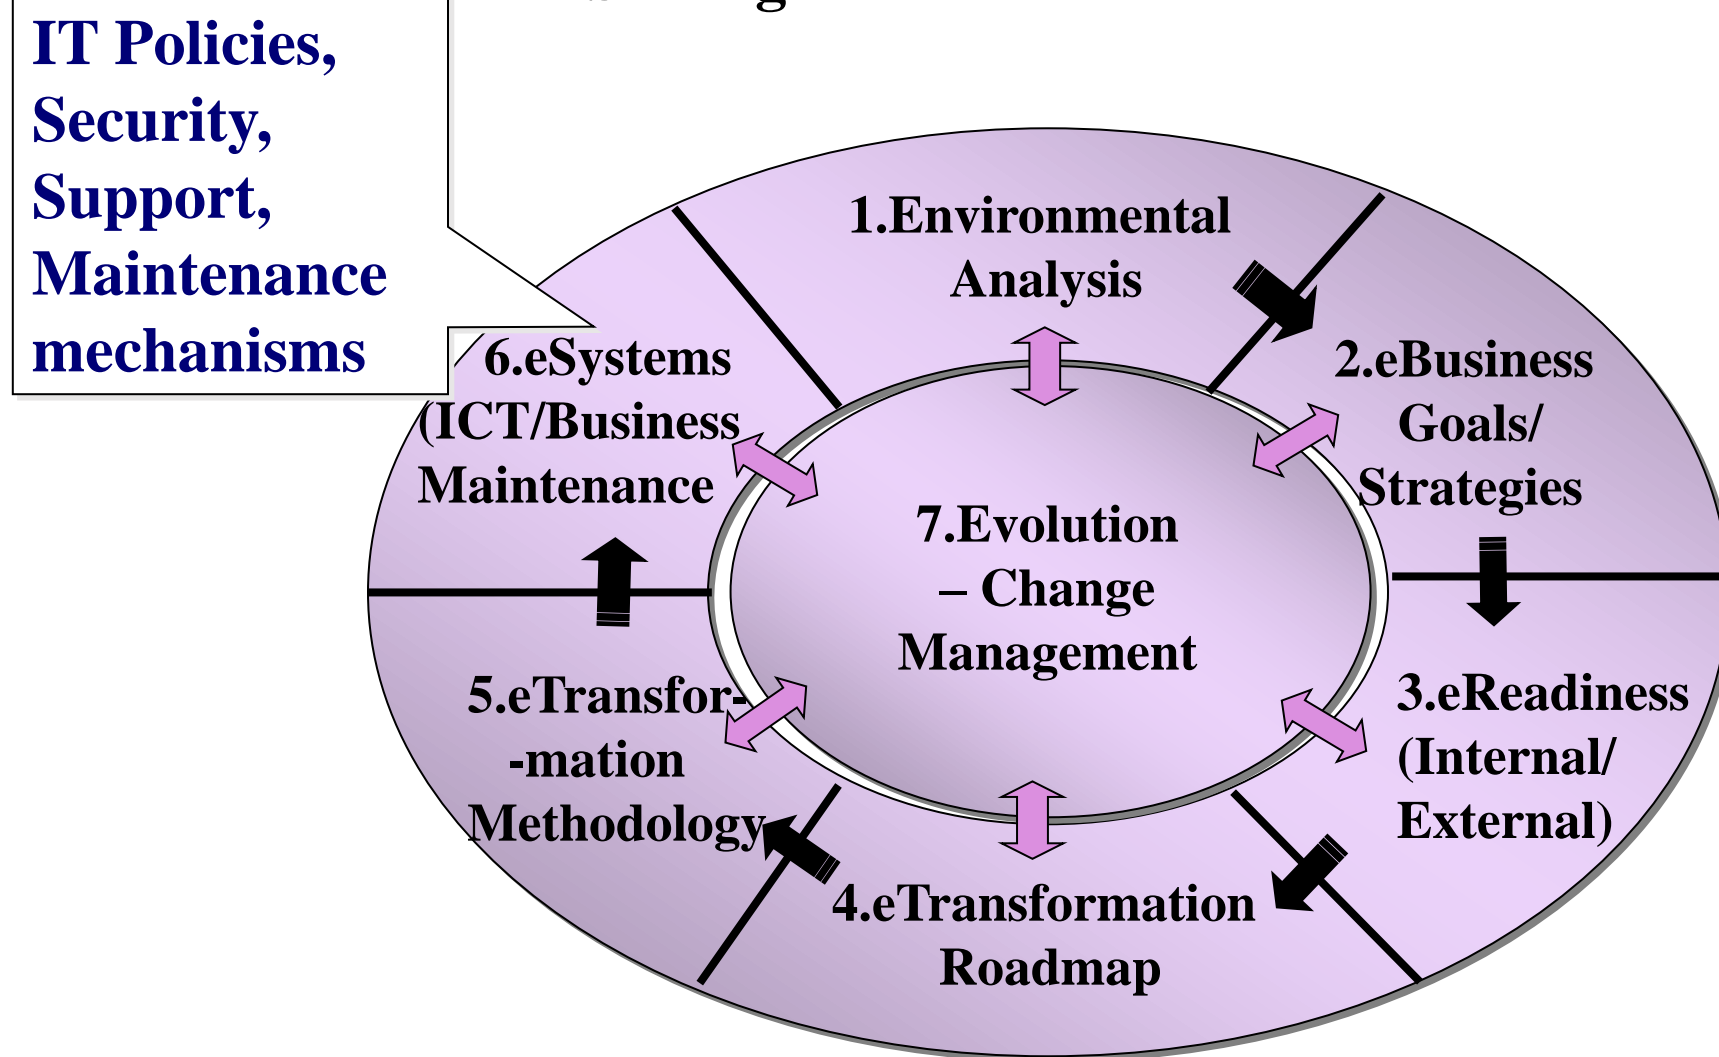 IT Policies,
Security,
Support,
Maintenance
mechanisms
1.Environmental
Analysis
2.eBusiness
Goals/
Strategies
3.eReadiness
(Internal/
External)
4.eTransformation
Roadmap
5.eTransfor-
-mation
Methodology
6.eSystems
(ICT/Business
Maintenance
7.Evolution
– Change
Management